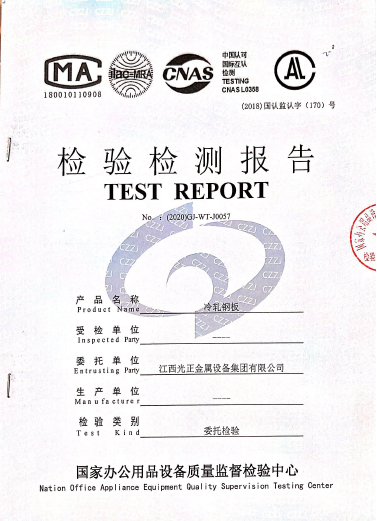 MA
ilac-MRA
CNAS
中国认可
国际互认
检测
TESTING
CNAS L0358
AL
180010110908
(2018)国认监认字（170）号
检验检测报告
TEST REPORT
No. ：(2020)GJ-WT-J0057
产品名称 冷轧钢板
Product Name
受检单位
Inspected Party ——
委托单位 江西光正金属设备集团有限公司
Entrusting Party
生产单位
Manufacturer ——
检验类别 委托检验
Test Kind
国家办公用品设备质量监督检验中心
Nation Office Appliance Equipment Quality Supervision Testing Center